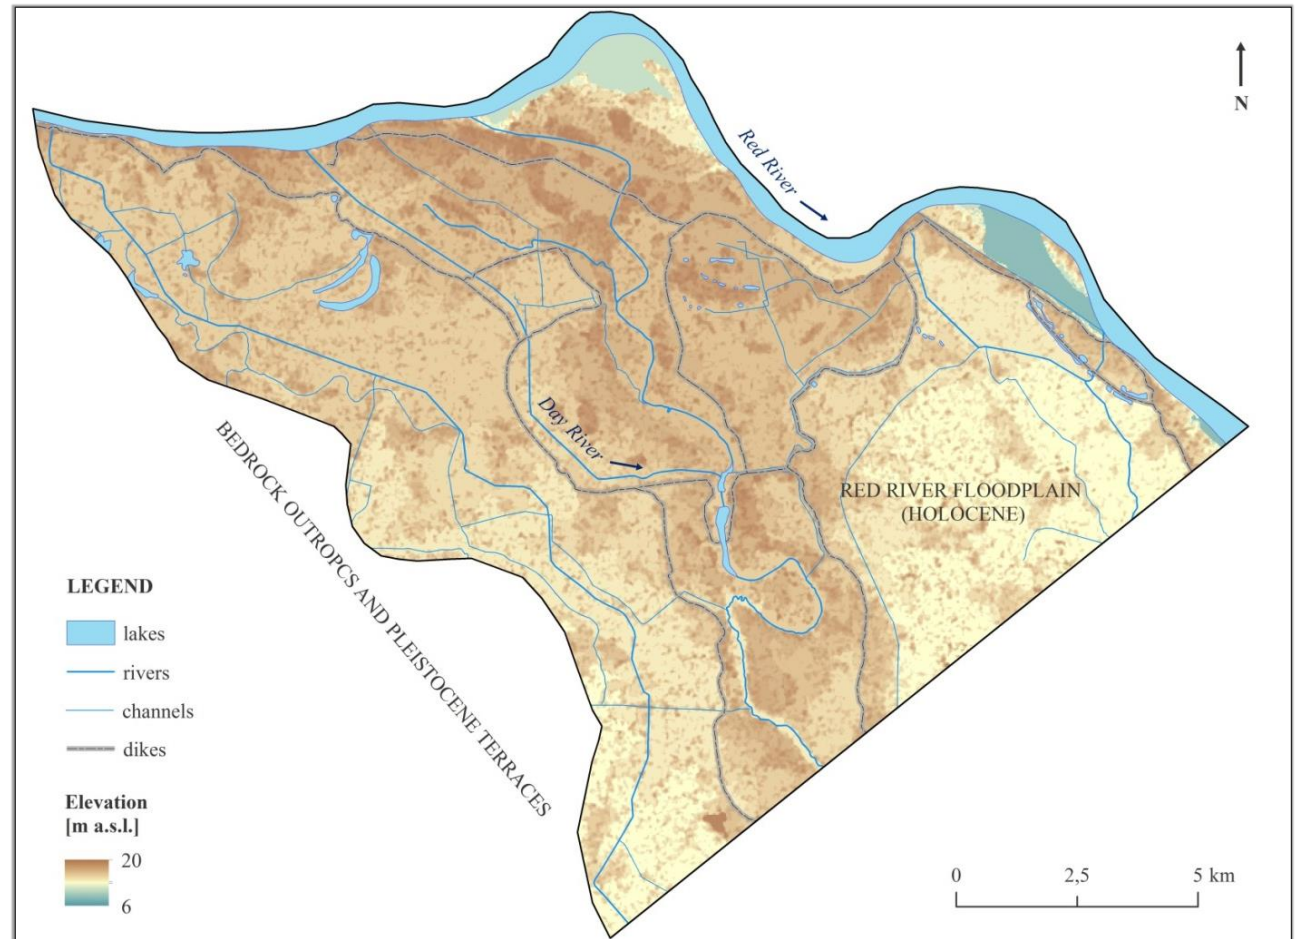 N
Red River
Day River
BEDROCK OUTROPCS AND PLEISTOCENE TERRACES
RED RIVER FLOODPLAIN
(HOLOCENE)
LEGEND
lakes
rivers
channels
dikes
Elevation
[m a.s.l.]
20
6
0 2,5 5 km